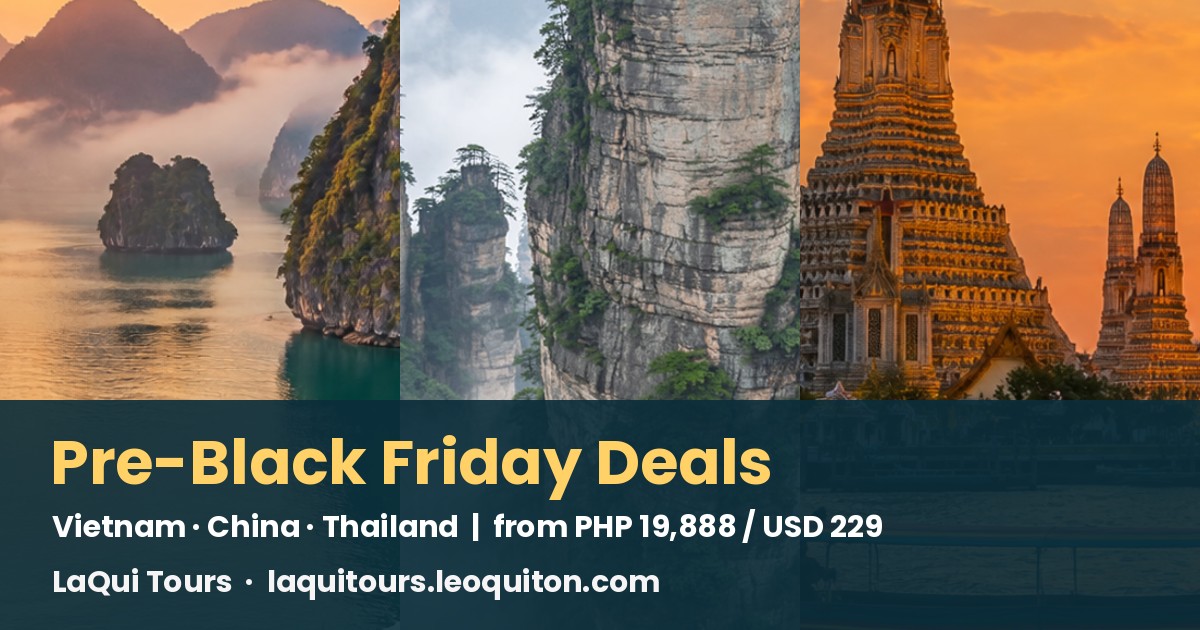 Pre-Black Friday Deals
Vietnam · China · Thailand | from PHP 19,888 / USD 229
LaQui Tours · laquitours.leoquiton.com